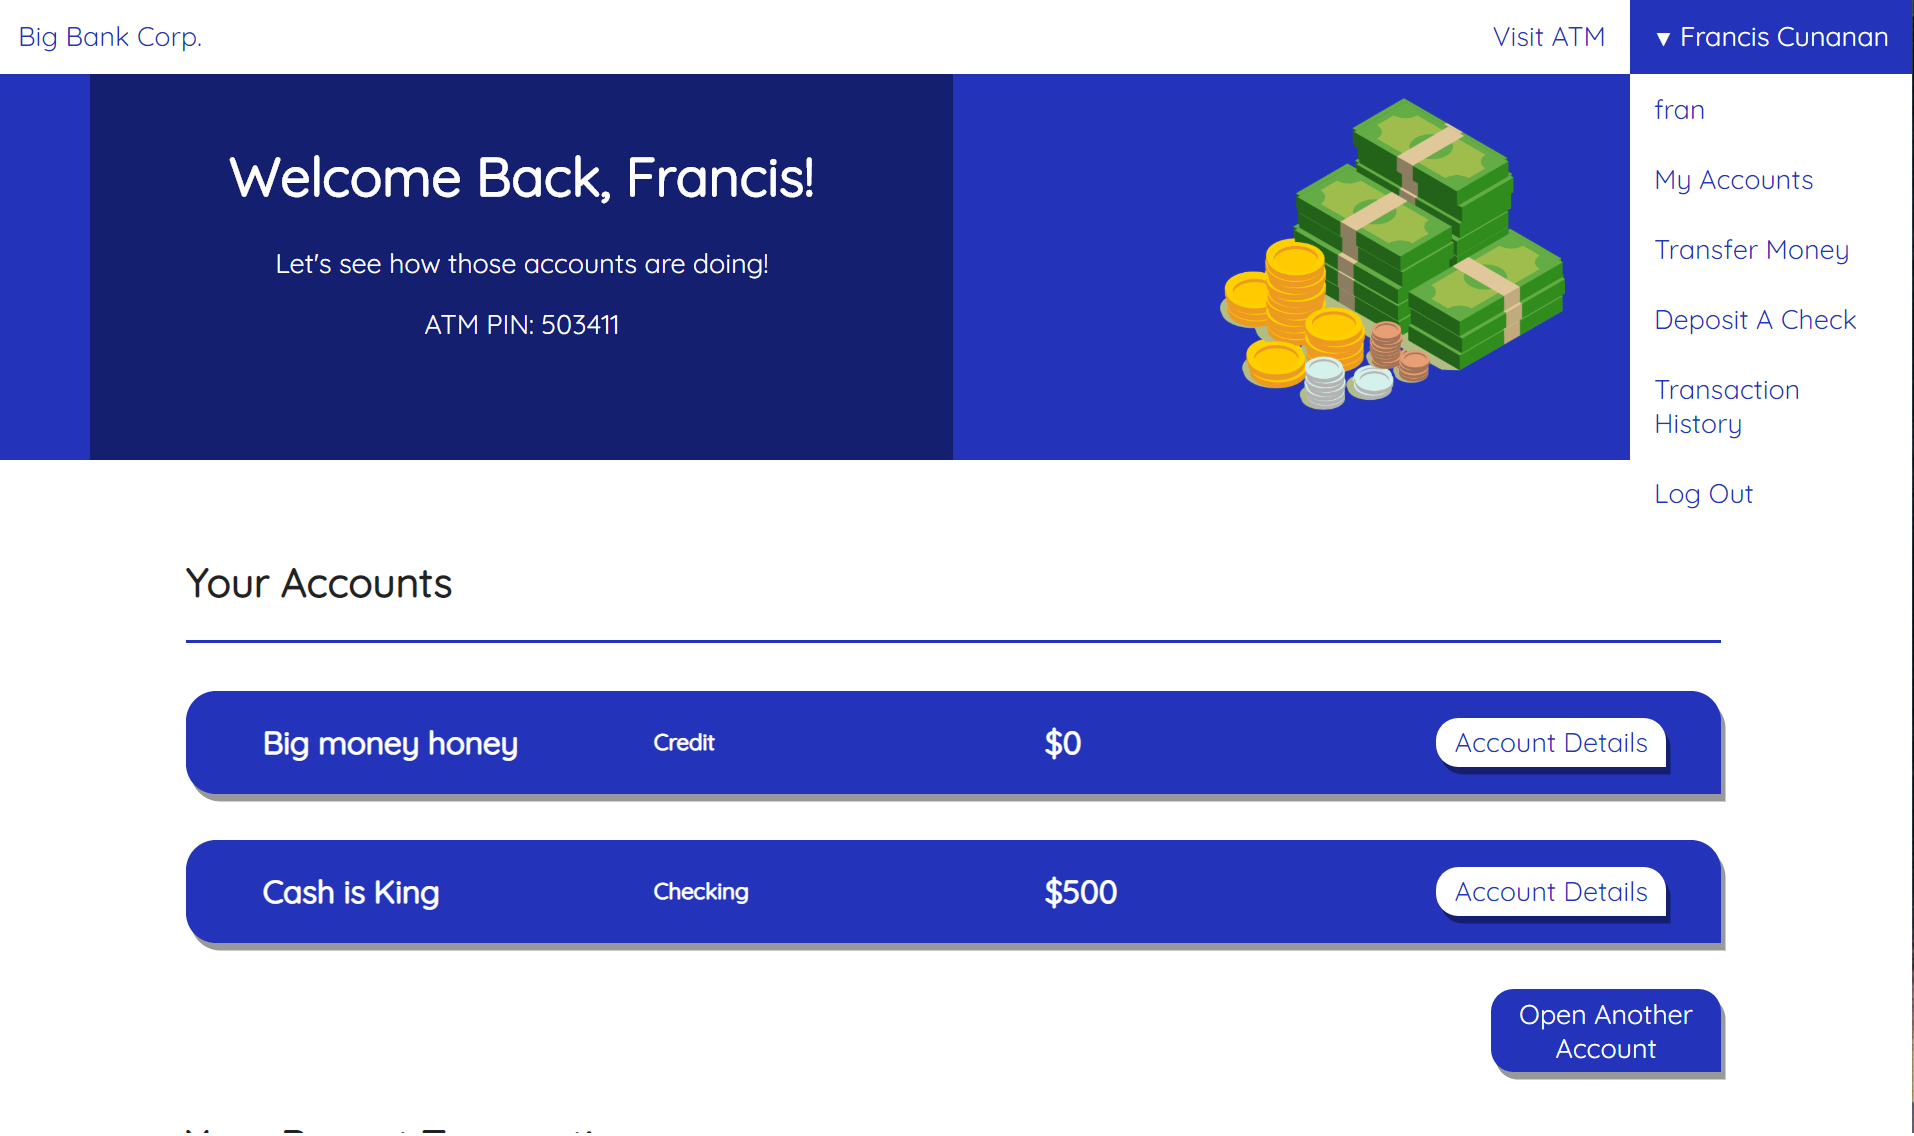 Big Bank Corp.
Visit ATM
▼ Francis Cunanan
fran
My Accounts
Transfer Money
Deposit A Check
Transaction
History
Log Out
Welcome Back, Francis!
Let's see how those accounts are doing!
ATM PIN: 503411
Your Accounts
Big money honey Credit $0 Account Details
Cash is King Checking $500 Account Details
Open Another
Account